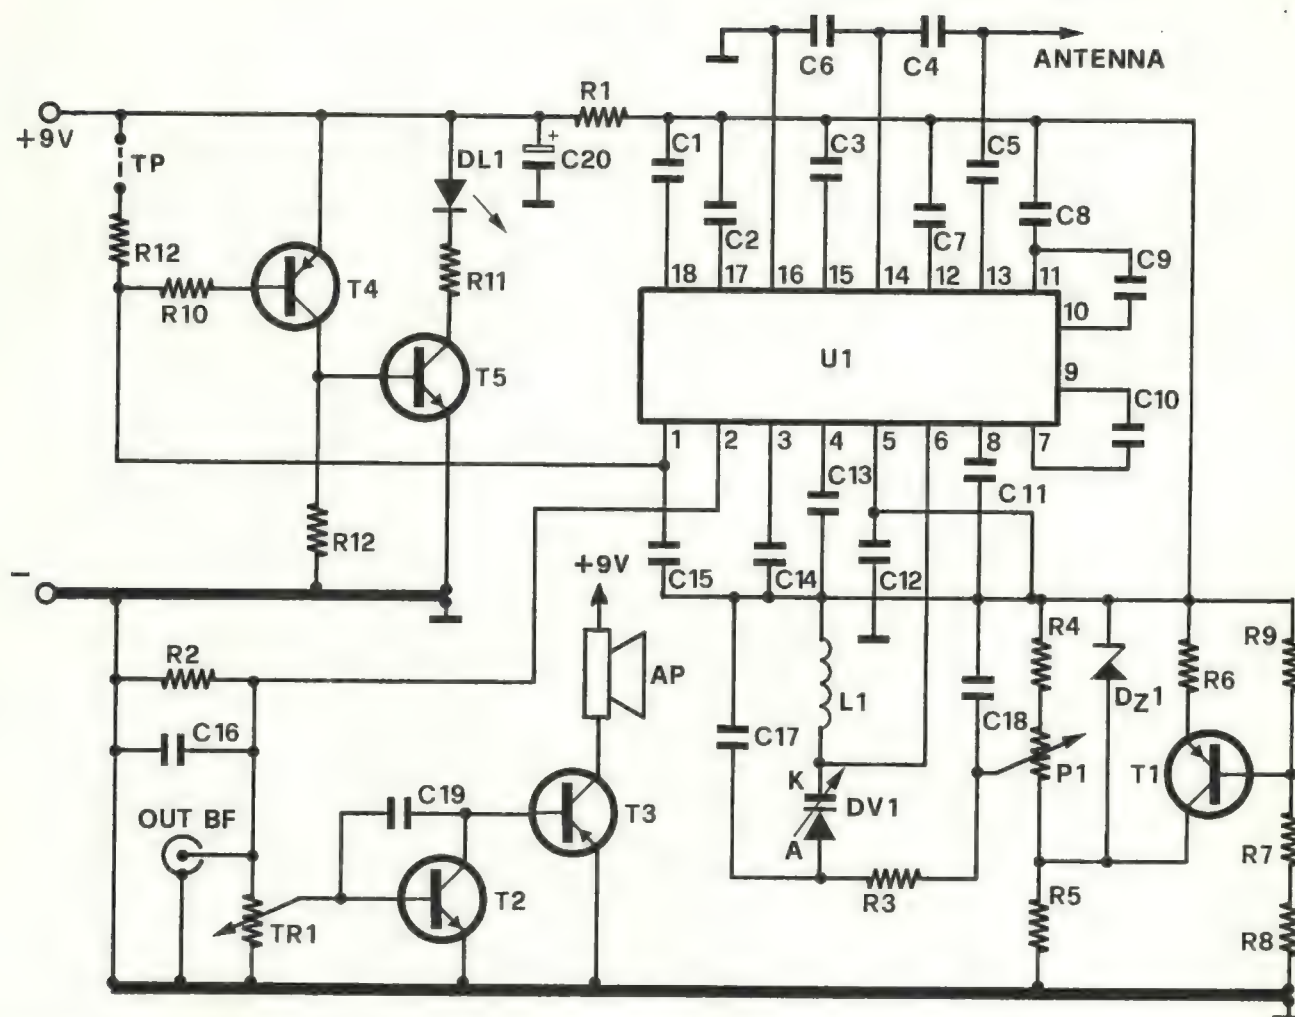 C6
C4
ANTENNA
+9V
TP
R12
R10
T4
DL1
R11
T5
+
C20
R1
C1
C2
C3
C7
C5
C8
C9
18
17
16
15
14
12
13
11
10
U1
9
C10
1
2
3
4
5
6
8
7
C13
C11
R12
C15
C14
C12
-
+9V
R2
AP
C16
C19
T3
OUT BF
T2
TR1
C17
L1
K
DV1
A
R3
C18
R4
P1
R5
DZ1
R6
T1
R9
R7
R8